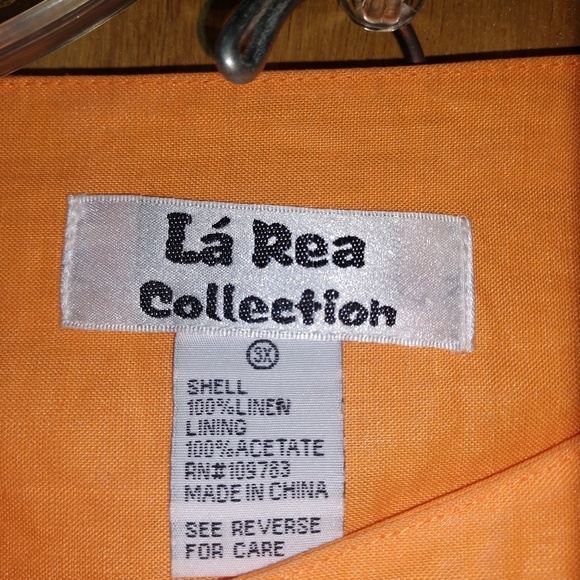 Lá Rea
Collection
3X
SHELL
100%LINEN
LINING
100%ACETATE
RN#109783
MADE IN CHINA
SEE REVERSE
FOR CARE